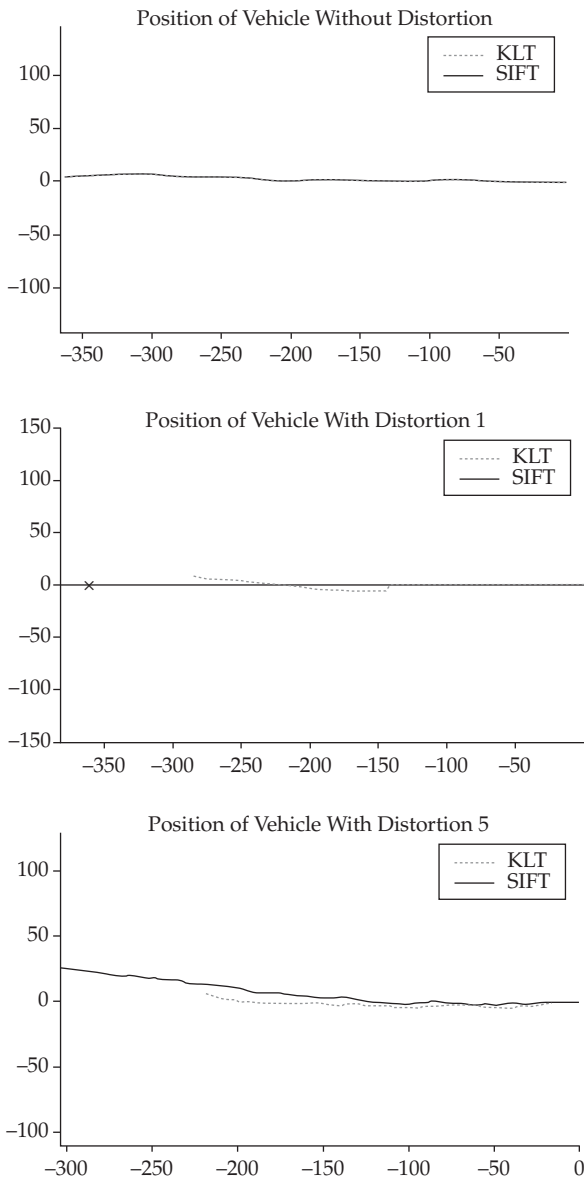 Position of Vehicle Without Distortion
KLT
SIFT
100
50
0
–50
–100
–350 –300 –250 –200 –150 –100 –50
Position of Vehicle With Distortion 1
150
KLT
SIFT
100
50
0
–50
–100
–150
–350 –300 –250 –200 –150 –100 –50
Position of Vehicle With Distortion 5
KLT
SIFT
100
50
0
–50
–100
–300 –250 –200 –150 –100 –50 0